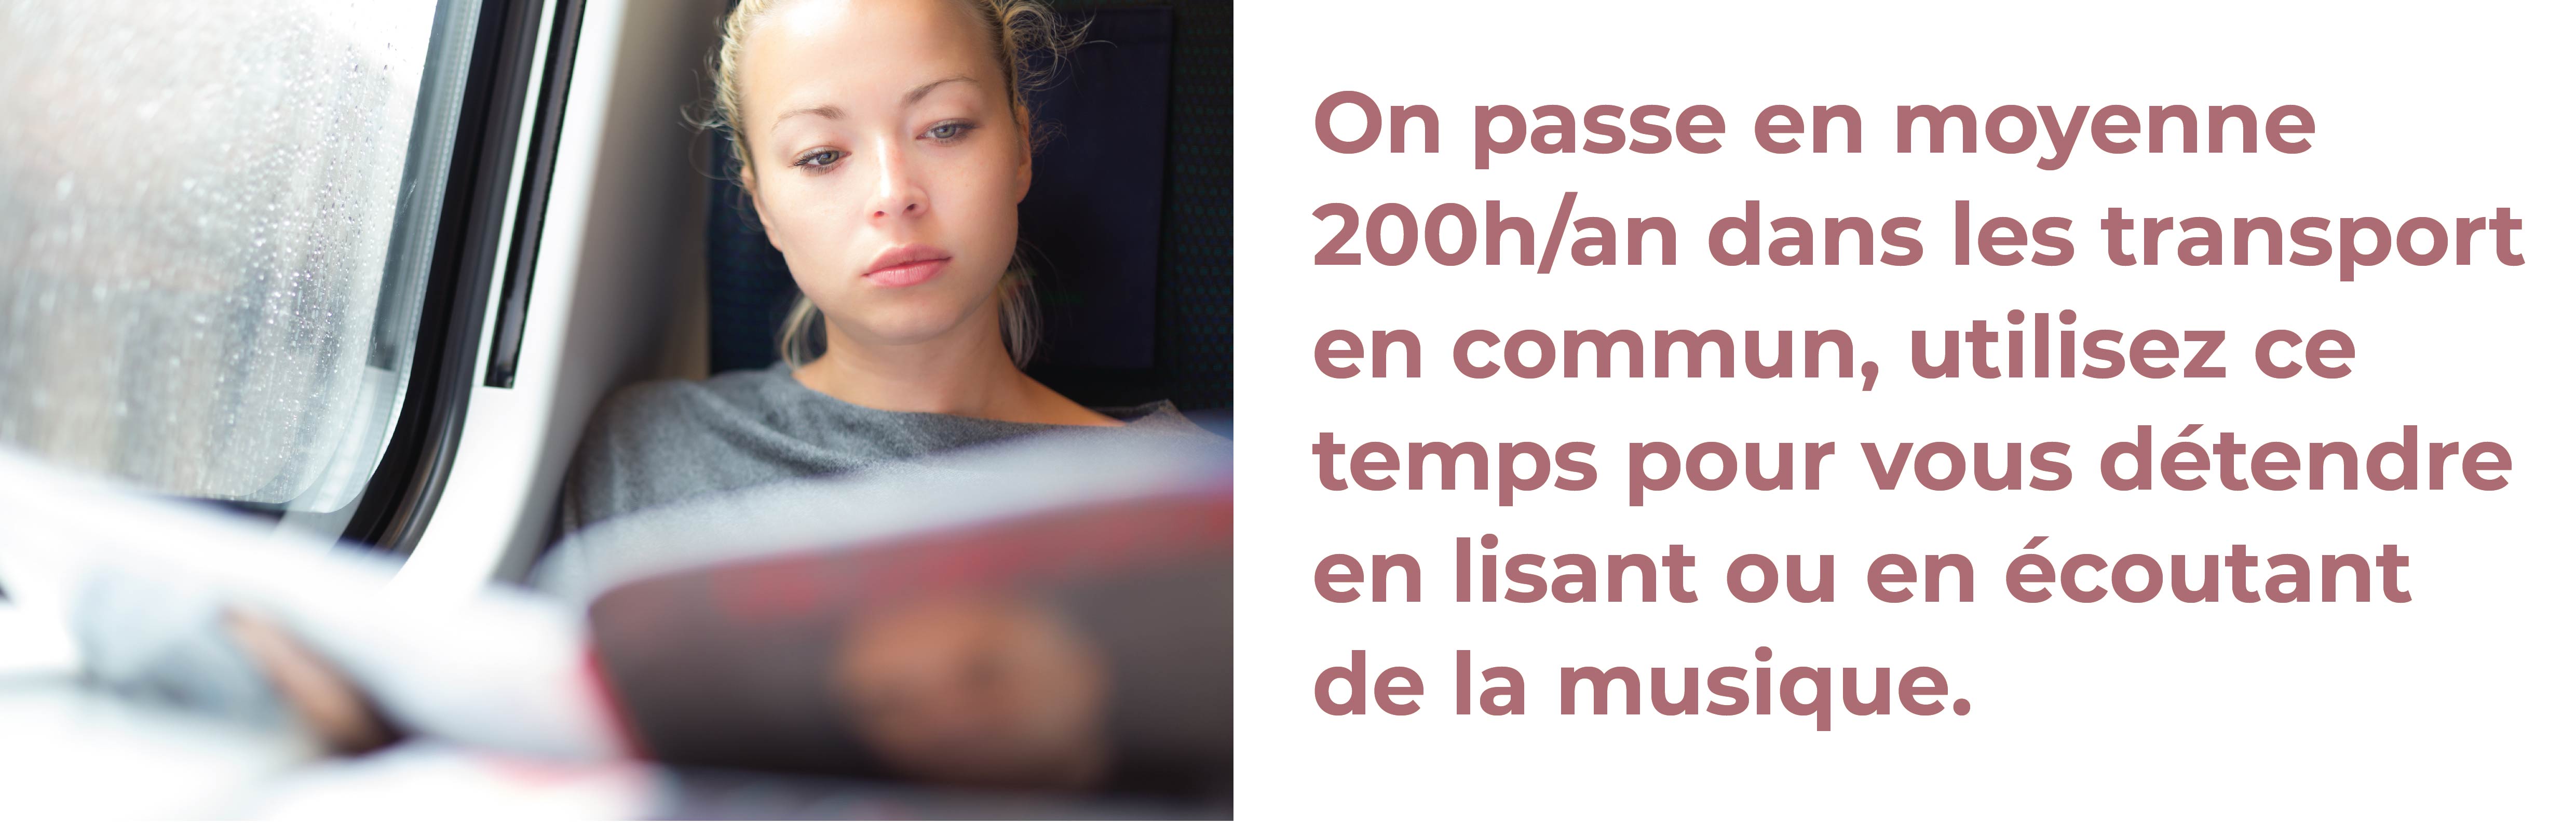 On passe en moyenne
200h/an dans les transport
en commun, utilisez ce
temps pour vous détendre
en lisant ou en écoutant
de la musique.